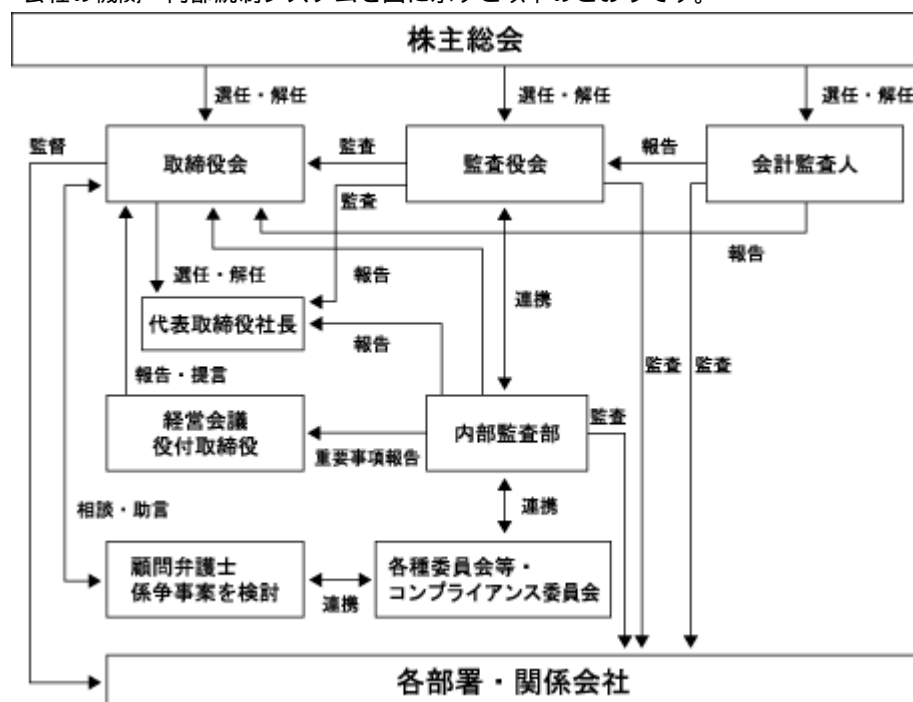 会社の機関・内部統制システムを図に示すと以下のとおりです。
株主総会
選任・解任
選任・解任
選任・解任
監督
取締役会
監査
監査役会
報告
会計監査人
監査
報告
選任・解任
報告
連携
代表取締役社長
報告
監査
監査
報告・提言
経営会議
役付取締役
重要事項報告
内部監査部
監査
相談・助言
連携
顧問弁護士
係争事案を検討
連携
各種委員会等・
コンプライアンス委員会
各部署・関係会社